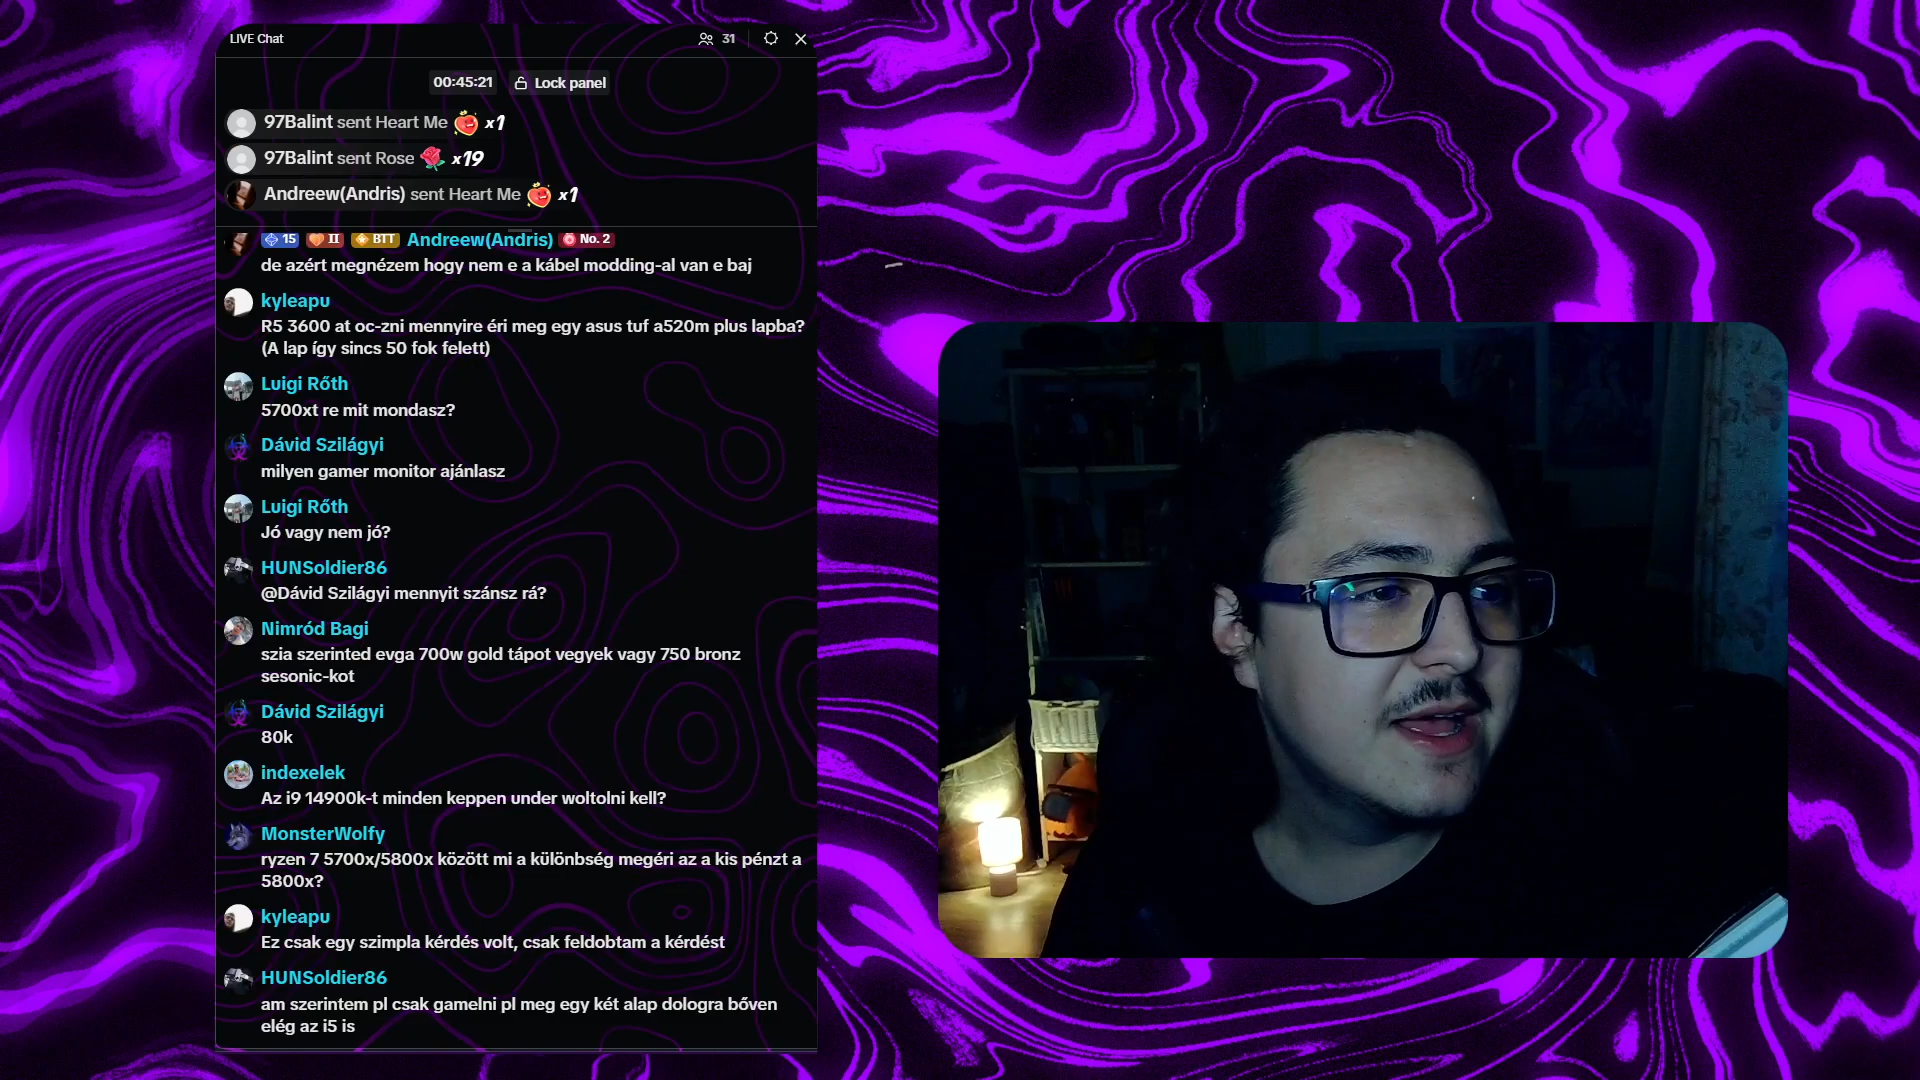 LIVE Chat
31
00:45:21
Lock panel
97Balint sent Heart Me x1
97Balint sent Rose x19
Andreew(Andris) sent Heart Me x1
15 II BTT Andreew(Andris) No. 2
de azért megnézem hogy nem e a kábel modding-al van e baj
kyleapu
R5 3600 at oc-zni mennyire éri meg egy asus tuf a520m plus lapba?
(A lap így sincs 50 fok felett)
Luigi Rőth
5700xt re mit mondasz?
Dávid Szilágyi
milyen gamer monitor ajánlasz
Luigi Rőth
Jó vagy nem jó?
HUNSoldier86
@Dávid Szilágyi mennyit szánsz rá?
Nimród Bagi
szia szerinted evga 700w gold tápot vegyek vagy 750 bronz
sesonic-kot
Dávid Szilágyi
80k
indexelek
Az i9 14900k-t minden keppen under woltolni kell?
MonsterWolfy
ryzen 7 5700x/5800x között mi a különbség megéri az a kis pénzt a
5800x?
kyleapu
Ez csak egy szimpla kérdés volt, csak feldobtam a kérdést
HUNSoldier86
am szerintem pl csak gamelni pl meg egy két alap dologra bőven
elég az i5 is